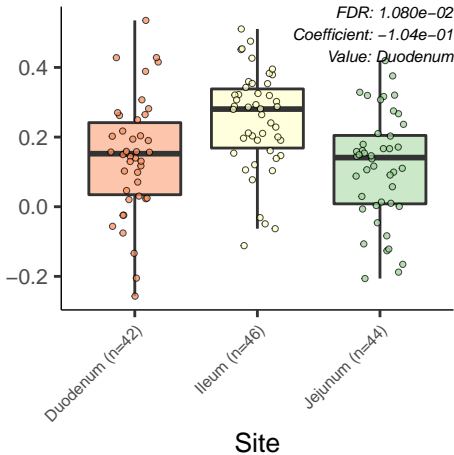 FDR: 1.080e−02
Coefficient: −1.04e−01
Value: Duodenum
0.4
0.2
0.0
−0.2
Duodenum (n=42)
Ileum (n=46)
Jejunum (n=44)
Site